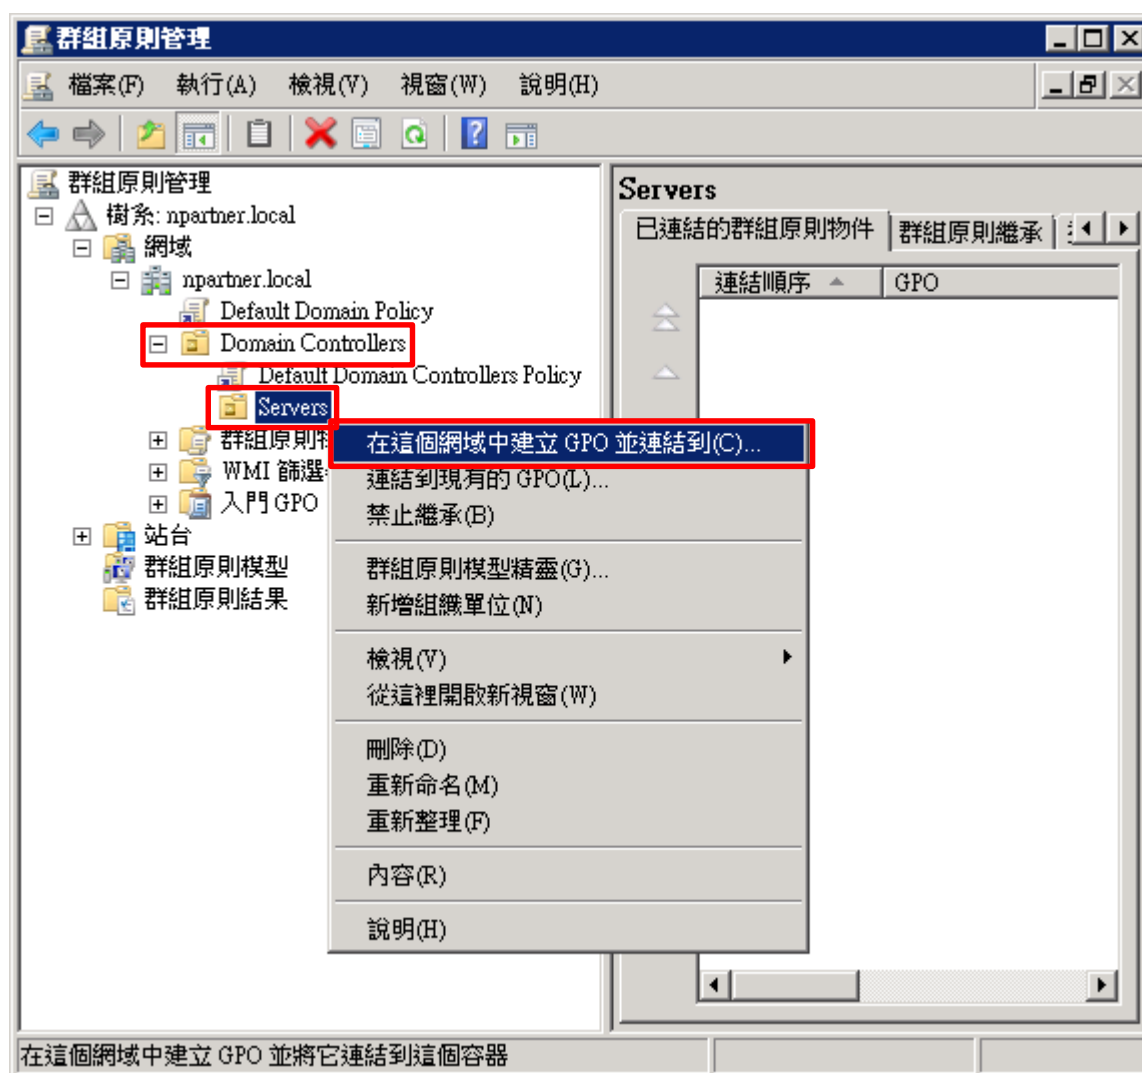 群組原則管理
檔案(F) 執行(A) 檢視(V) 視窗(W) 說明(H)
群組原則管理
樹系: npartner.local
網域
npartner.local
Default Domain Policy
Domain Controllers
Default Domain Controllers Policy
Servers
群組原則
WMI 篩選
入門 GPO
站台
群組原則模型
群組原則結果
Servers
已連結的群組原則物件 群組原則繼承
連結順序 GPO
在這個網域中建立 GPO 並連結到(C)...
連結到現有的 GPO(L)...
禁止繼承(B)
群組原則模型精靈(G)...
新增組織單位(N)
檢視(V)
從這裡開啟新視窗(W)
刪除(D)
重新命名(M)
重新整理(F)
內容(R)
說明(H)
在這個網域中建立 GPO 並將它連結到這個容器